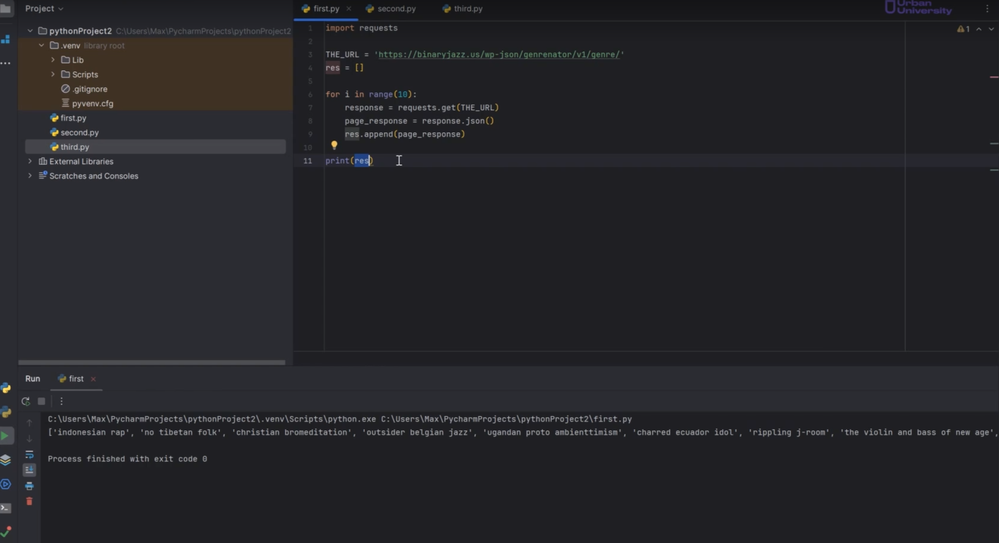 Project
pythonProject2 C:\Users\Max\PycharmProjects\pythonProject2
.venv library root
Lib
Scripts
.gitignore
pyvenv.cfg
first.py
second.py
third.py
External Libraries
Scratches and Consoles
first.py second.py third.py
Urban
University
1
1 import requests
2
3 THE_URL = 'https://binaryjazz.us/wp-json/genrenator/v1/genre/'
4 res = []
5
6 for i in range(10):
7 response = requests.get(THE_URL)
8 page_response = response.json()
9 res.append(page_response)
10
11 print(res)
Run first
C:\Users\Max\PycharmProjects\pythonProject2\.venv\Scripts\python.exe C:\Users\Max\PycharmProjects\pythonProject2\first.py
['indonesian rap', 'no tibetan folk', 'christian bromeditation', 'outsider belgian jazz', 'ugandan proto ambienttimism', 'charred ecuador idol', 'rippling j-room', 'the violin and bass of new age',
Process finished with exit code 0